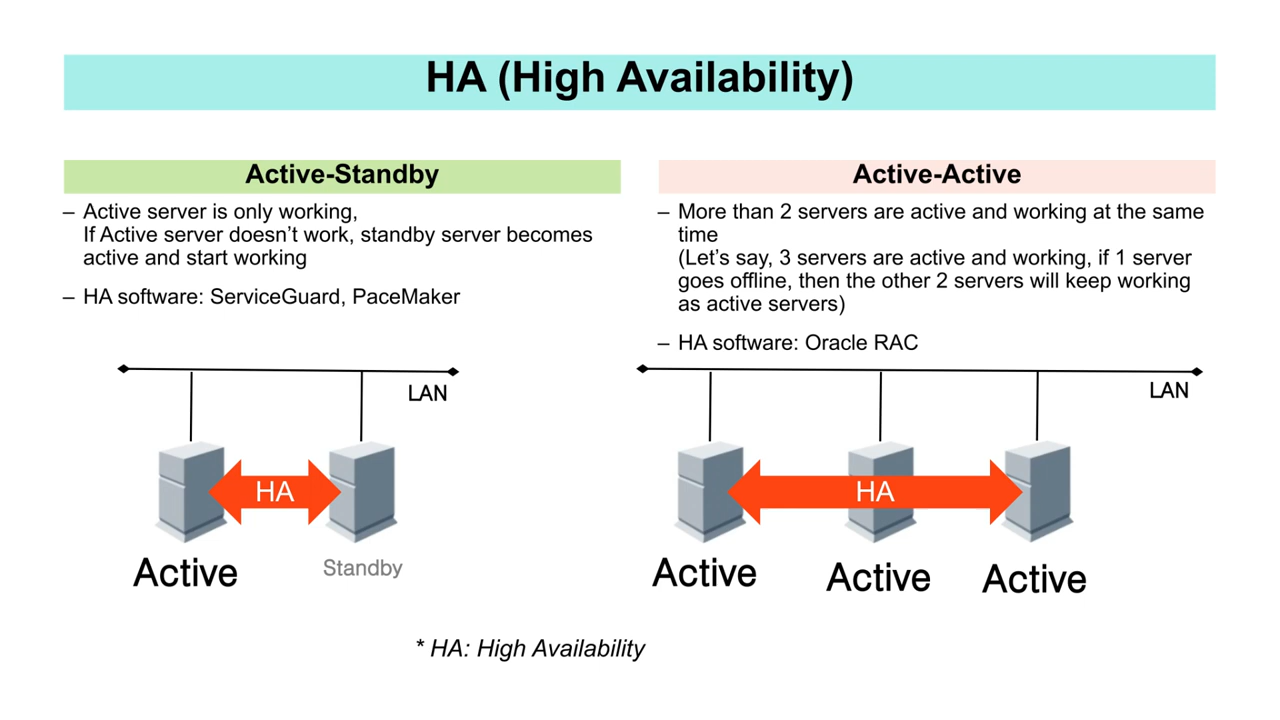 HA (High Availability)
Active-Standby
– Active server is only working,
If Active server doesn’t work, standby server becomes
active and start working
– HA software: ServiceGuard, PaceMaker
LAN
HA
Active
Standby
Active-Active
– More than 2 servers are active and working at the same
time
(Let’s say, 3 servers are active and working, if 1 server
goes offline, then the other 2 servers will keep working
as active servers)
– HA software: Oracle RAC
LAN
HA
Active
Active
Active
* HA: High Availability